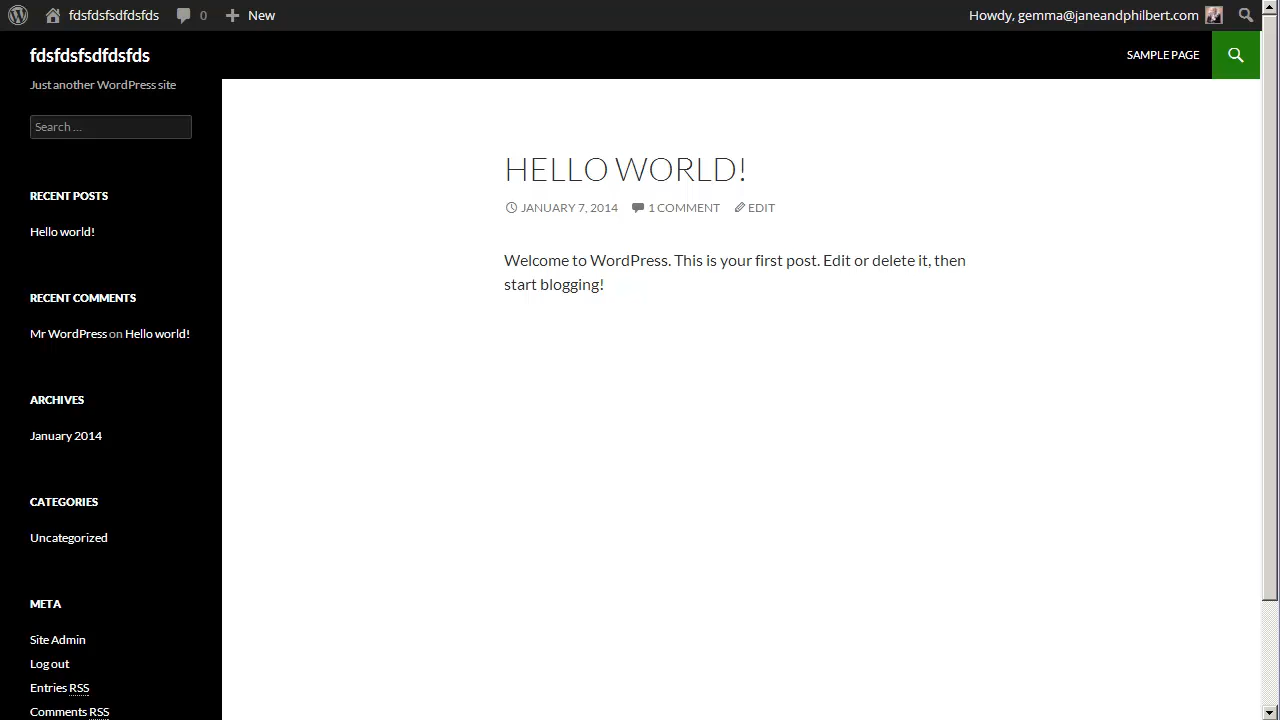 fdsfdsfsdfdsfds 0 New Howdy, gemma@janeandphilbert.com
fdsfdsfsdfdsfds SAMPLE PAGE
Just another WordPress site
Search ...
RECENT POSTS
Hello world!
RECENT COMMENTS
Mr WordPress on Hello world!
ARCHIVES
January 2014
CATEGORIES
Uncategorized
META
Site Admin
Log out
Entries RSS
Comments RSS
HELLO WORLD!
JANUARY 7, 2014 1 COMMENT EDIT
Welcome to WordPress. This is your first post. Edit or delete it, then
start blogging!